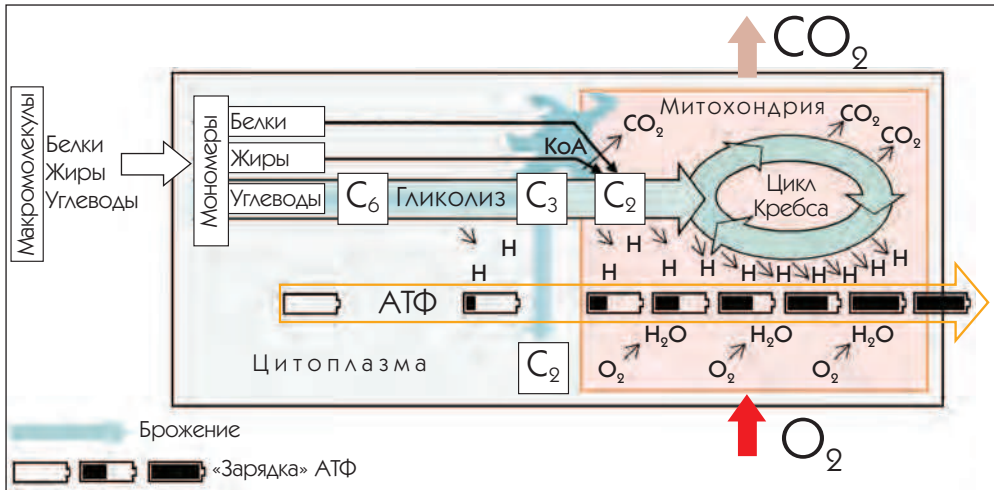 CO₂
Макромолекулы
Белки
Жиры
Углеводы
Мономеры
Белки
Жиры
Углеводы
C₆
Гликолиз
C₃
КоА
C₂
Митохондрия
CO₂
CO₂
CO₂
Цикл
Кребса
H
H
H
H
H
H
H
H
H
H
H
H
АТФ
Цитоплазма
C₂
H₂O
H₂O
H₂O
O₂
O₂
O₂
O₂
Брожение
«Зарядка» АТФ